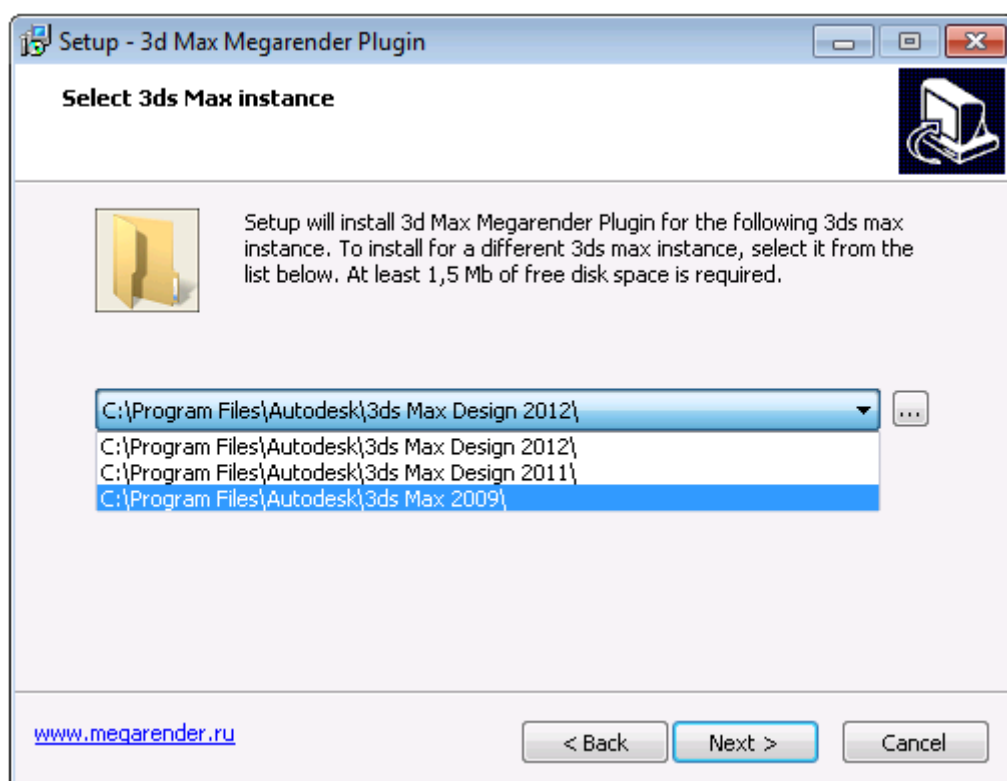 Setup - 3d Max Megarender Plugin
Select 3ds Max instance
Setup will install 3d Max Megarender Plugin for the following 3ds max
instance. To install for a different 3ds max instance, select it from the
list below. At least 1,5 Mb of free disk space is required.
C:\Program Files\Autodesk\3ds Max Design 2012\
...
C:\Program Files\Autodesk\3ds Max Design 2012\
C:\Program Files\Autodesk\3ds Max Design 2011\
C:\Program Files\Autodesk\3ds Max 2009\
www.megarender.ru
< Back
Next >
Cancel